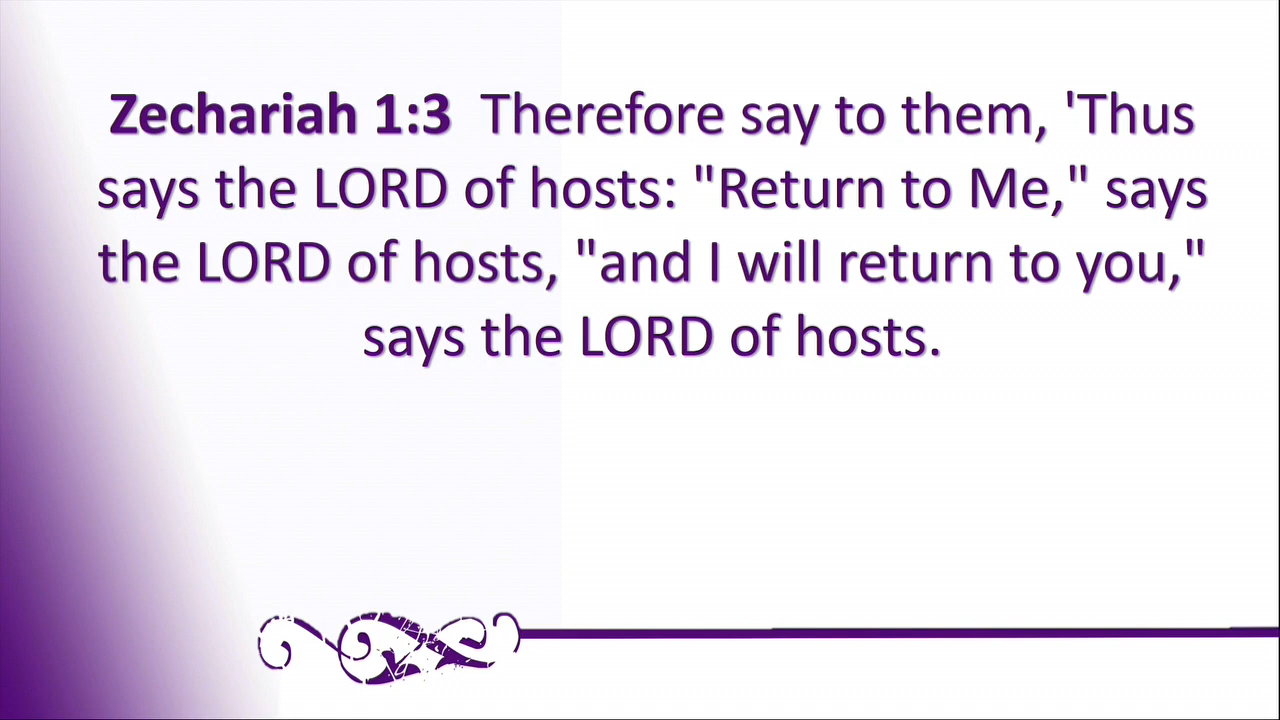 Zechariah 1:3  Therefore say to them, 'Thus
says the LORD of hosts: "Return to Me," says
the LORD of hosts, "and I will return to you,"
says the LORD of hosts.